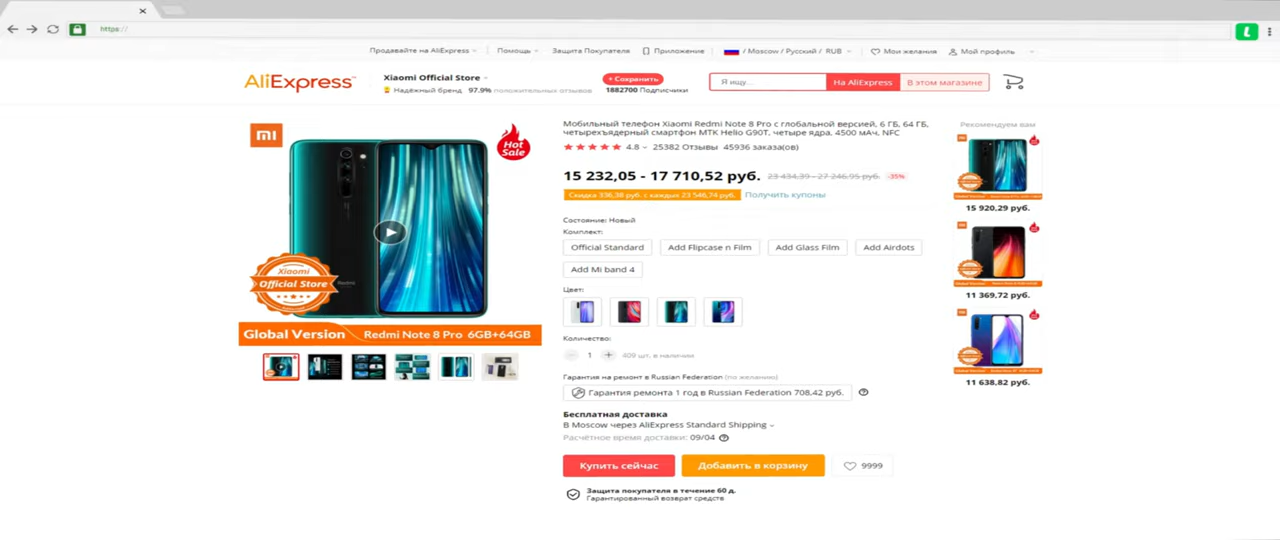 https://
Продавайте на AliExpress
Помощь
Защита Покупателя
Приложение
/ Moscow / Русский / RUB
Мои желания
Мой профиль
AliExpress
Xiaomi Official Store
Надёжный бренд 97.9% положительных отзывов
+ Сохранить
1882700 Подписчики
Я ищу...
На AliExpress
В этом магазине
mi
Hot Sale
Xiaomi
Official Store
Redmi
Global Version
Redmi Note 8 Pro 6GB+64GB
Мобильный телефон Xiaomi Redmi Note 8 Pro с глобальной версией, 6 ГБ, 64 ГБ,
четырехъядерный смартфон MTK Helio G90T, четыре ядра, 4500 мАч, NFC
4.8 25382 Отзывы 45936 заказа(ов)
15 232,05 - 17 710,52 руб. 23 434,39 - 27 246,95 руб. -35%
Скидка 336,38 руб. с каждые 23 546,74 руб. Получить купоны
Состояние: Новый
Комплект:
Official Standard
Add Flipcase n Film
Add Glass Film
Add Airdots
Add Mi band 4
Цвет:
Количество:
1
409 шт. в наличии
Гарантия на ремонт в Russian Federation (по желанию)
Гарантия ремонта 1 год в Russian Federation 708,42 руб.
Бесплатная доставка
В Moscow через AliExpress Standard Shipping
Расчётное время доставки: 09/04
Купить сейчас
Добавить в корзину
9999
Защита покупателя в течение 60 д.
Гарантированный возврат средств
Рекомендуем вам
15 920,29 руб.
11 369,72 руб.
11 638,82 руб.